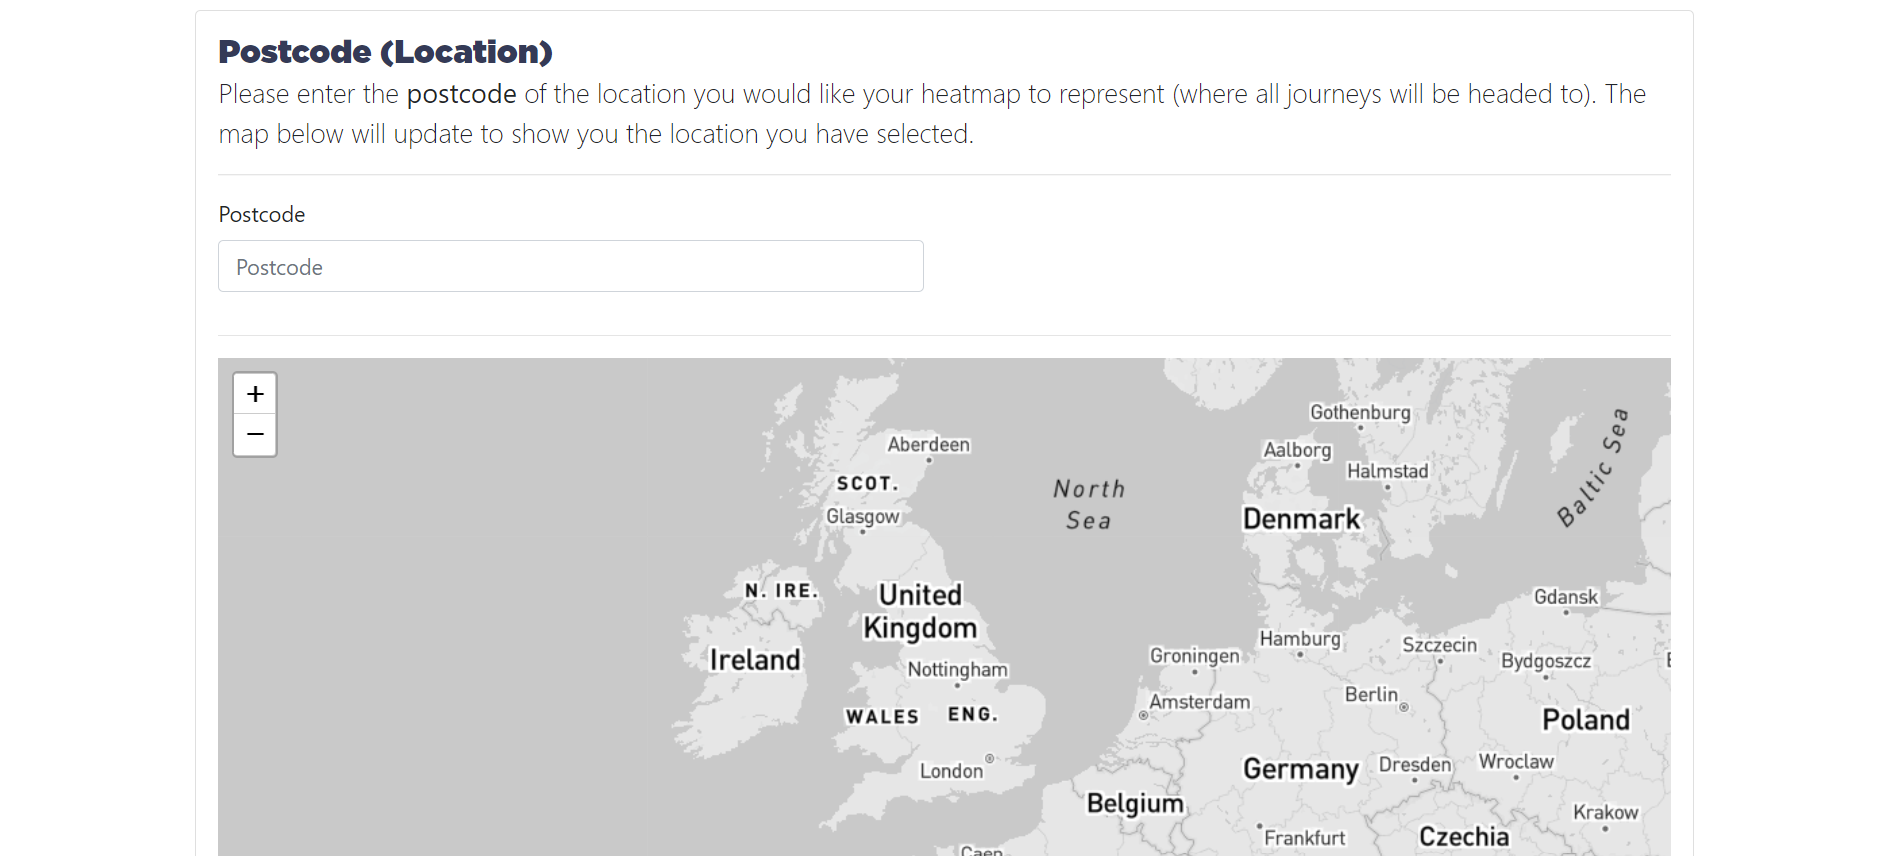 Postcode (Location)
Please enter the postcode of the location you would like your heatmap to represent (where all journeys will be headed to). The
map below will update to show you the location you have selected.
Postcode
Postcode
+
−
Gothenburg
Aberdeen
Aalborg
Halmstad
Baltic Sea
SCOT.
North
Sea
Glasgow
Denmark
N. IRE.
United
Kingdom
Gdansk
Hamburg
Szczecin
Ireland
Groningen
Bydgoszcz
Nottingham
Berlin
Amsterdam
WALES
ENG.
Poland
London
Germany
Dresden
Wroclaw
Belgium
Krakow
Frankfurt
Czechia
Caen